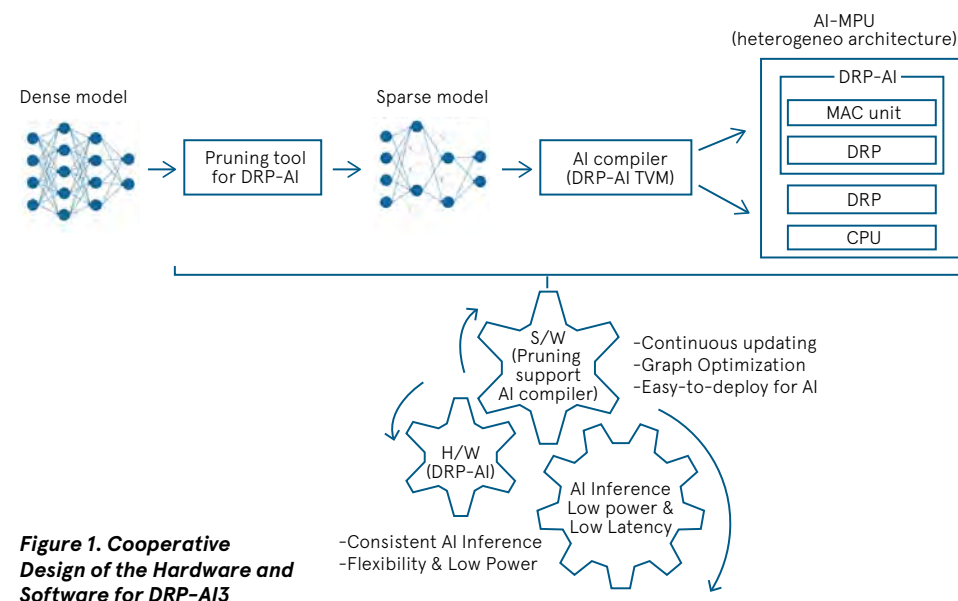 AI-MPU
(heterogeneo architecture)
Dense model
Pruning tool
for DRP-AI
Sparse model
AI compiler
(DRP-AI TVM)
DRP-AI
MAC unit
DRP
DRP
CPU
S/W
(Pruning
support
AI compiler)
-Continuous updating
-Graph Optimization
-Easy-to-deploy for AI
H/W
(DRP-AI)
AI Inference
Low power &
Low Latency
-Consistent AI Inference
-Flexibility & Low Power
Figure 1. Cooperative
Design of the Hardware and
Software for DRP-AI3